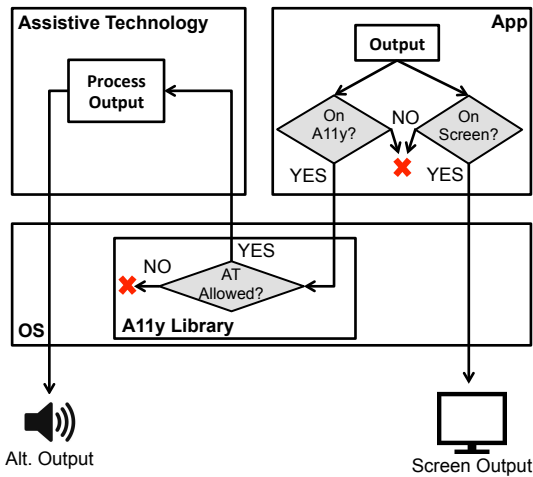 Assistive Technology
App
Process
Output
Output
On
A11y?
NO
On
Screen?
YES
YES
YES
NO
AT
Allowed?
A11y Library
OS
Alt. Output
Screen Output